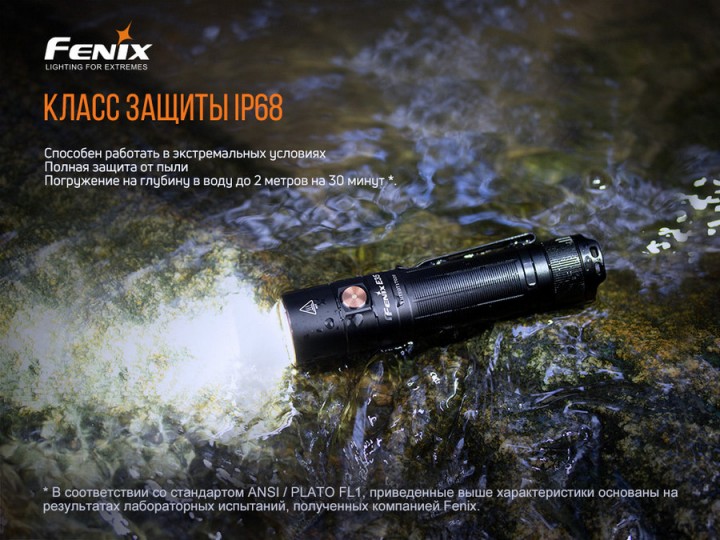 FENIX
LIGHTING FOR EXTREMES
КЛАСС ЗАЩИТЫ IP68
Способен работать в экстремальных условиях
Полная защита от пыли
Погружение на глубину в воду до 2 метров на 30 минут *.
FENIX E35
* В соответствии со стандартом ANSI / PLATO FL1, приведенные выше характеристики основаны на
результатах лабораторных испытаний, полученных компанией Fenix.